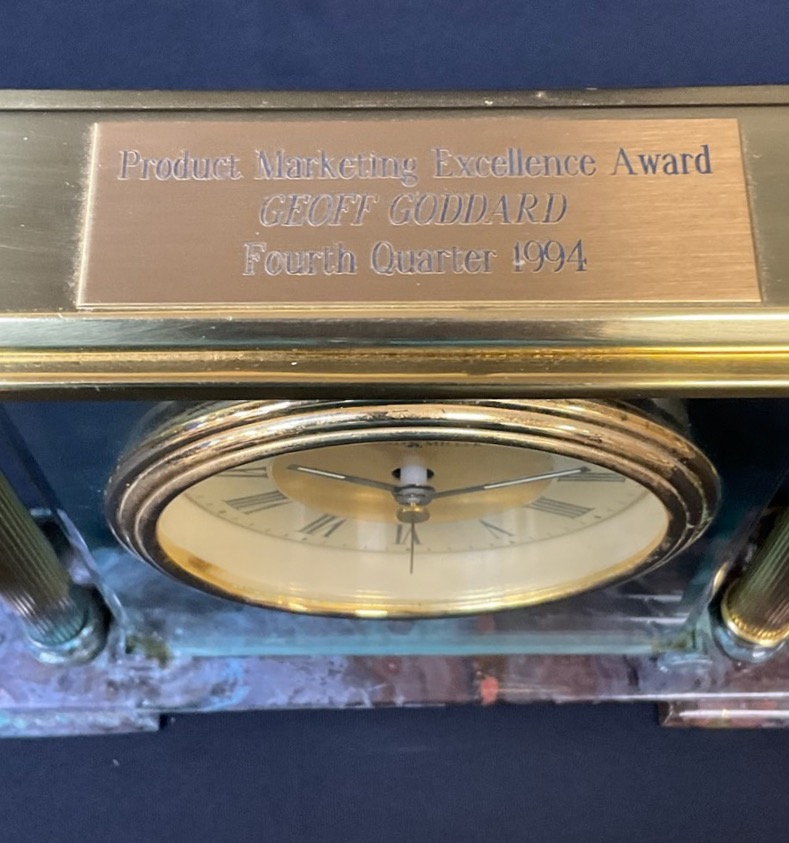 Product Marketing Excellence Award
GEOFF GODDARD
Fourth Quarter 1994